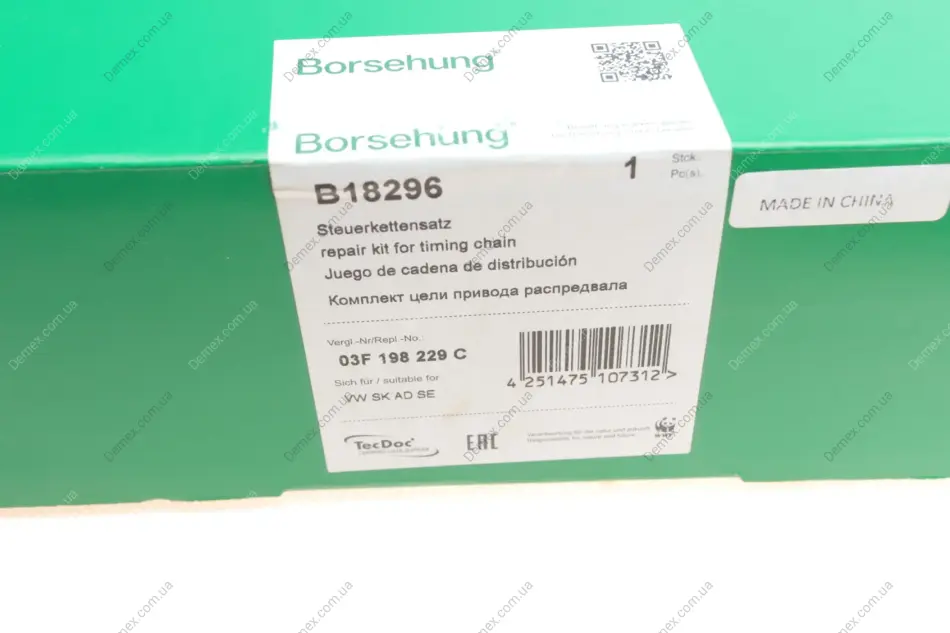 Borsehung
Borsehung®
B18296
1
Stck.
Pc(s).
MADE IN CHINA
Steuerkettensatz
repair kit for timing chain
Juego de cadena de distribución
Комплект цепи привода распредвала
Vergl.-Nr/Repl.-No.
03F 198 229 C
Sich für / suitable for
VW SK AD SE
4 251475 107312 >
TecDoc
EAC
WWF
Demex.com.ua